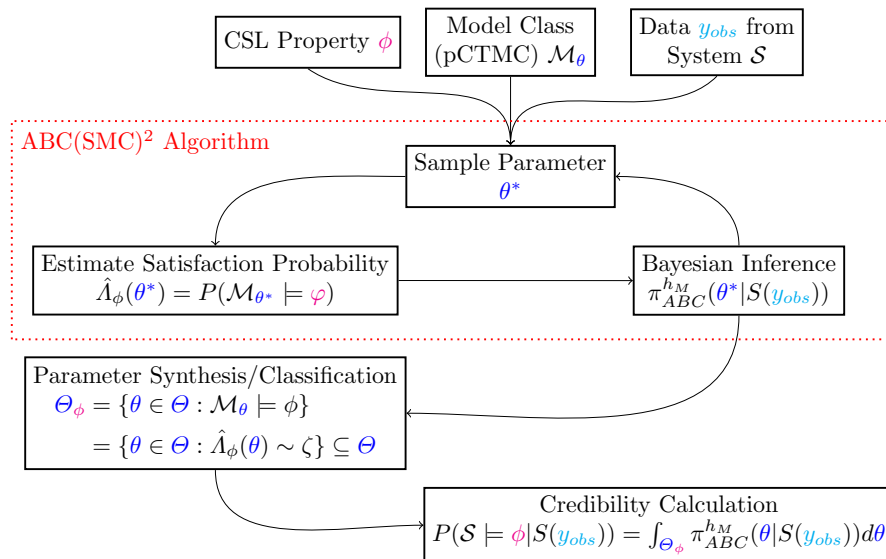 CSL Property ϕ
Model Class
(pCTMC) ℳ_θ
Data y_obs from
System 𝒮
ABC(SMC)² Algorithm
Sample Parameter
θ*
Estimate Satisfaction Probability
Λ̂_ϕ(θ*) = P(ℳ_θ* ⊨ φ)
Bayesian Inference
π^{h_M}_{ABC}(θ*|S(y_obs))
Parameter Synthesis/Classification
Θ_ϕ = {θ ∈ Θ : ℳ_θ ⊨ ϕ}
= {θ ∈ Θ : Λ̂_ϕ(θ) ∼ ζ} ⊆ Θ
Credibility Calculation
P(𝒮 ⊨ ϕ|S(y_obs)) = ∫_{Θ_ϕ} π^{h_M}_{ABC}(θ|S(y_obs))dθ